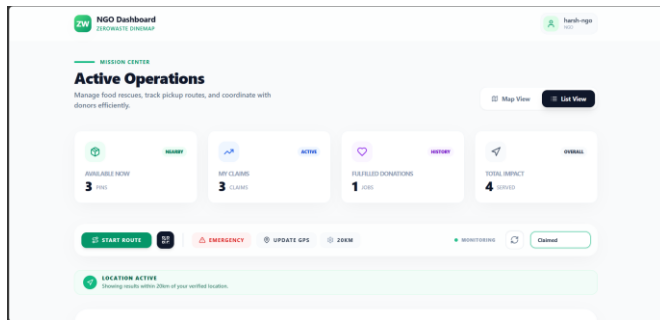 ZW
NGO Dashboard
ZEROWASTE DINEMAP
A
harsh-ngo
NGO
MISSION CENTER
Active Operations
Manage food rescues, track pickup routes, and coordinate with
donors efficiently.
Map View
List View
NEARBY
AVAILABLE NOW
3 PINS
ACTIVE
MY CLAIMS
3 CLAIMS
HISTORY
FULFILLED DONATIONS
1 JOBS
OVERALL
TOTAL IMPACT
4 SERVED
START ROUTE
EMERGENCY
UPDATE GPS
20KM
MONITORING
Claimed
LOCATION ACTIVE
Showing results within 20km of your verified location.